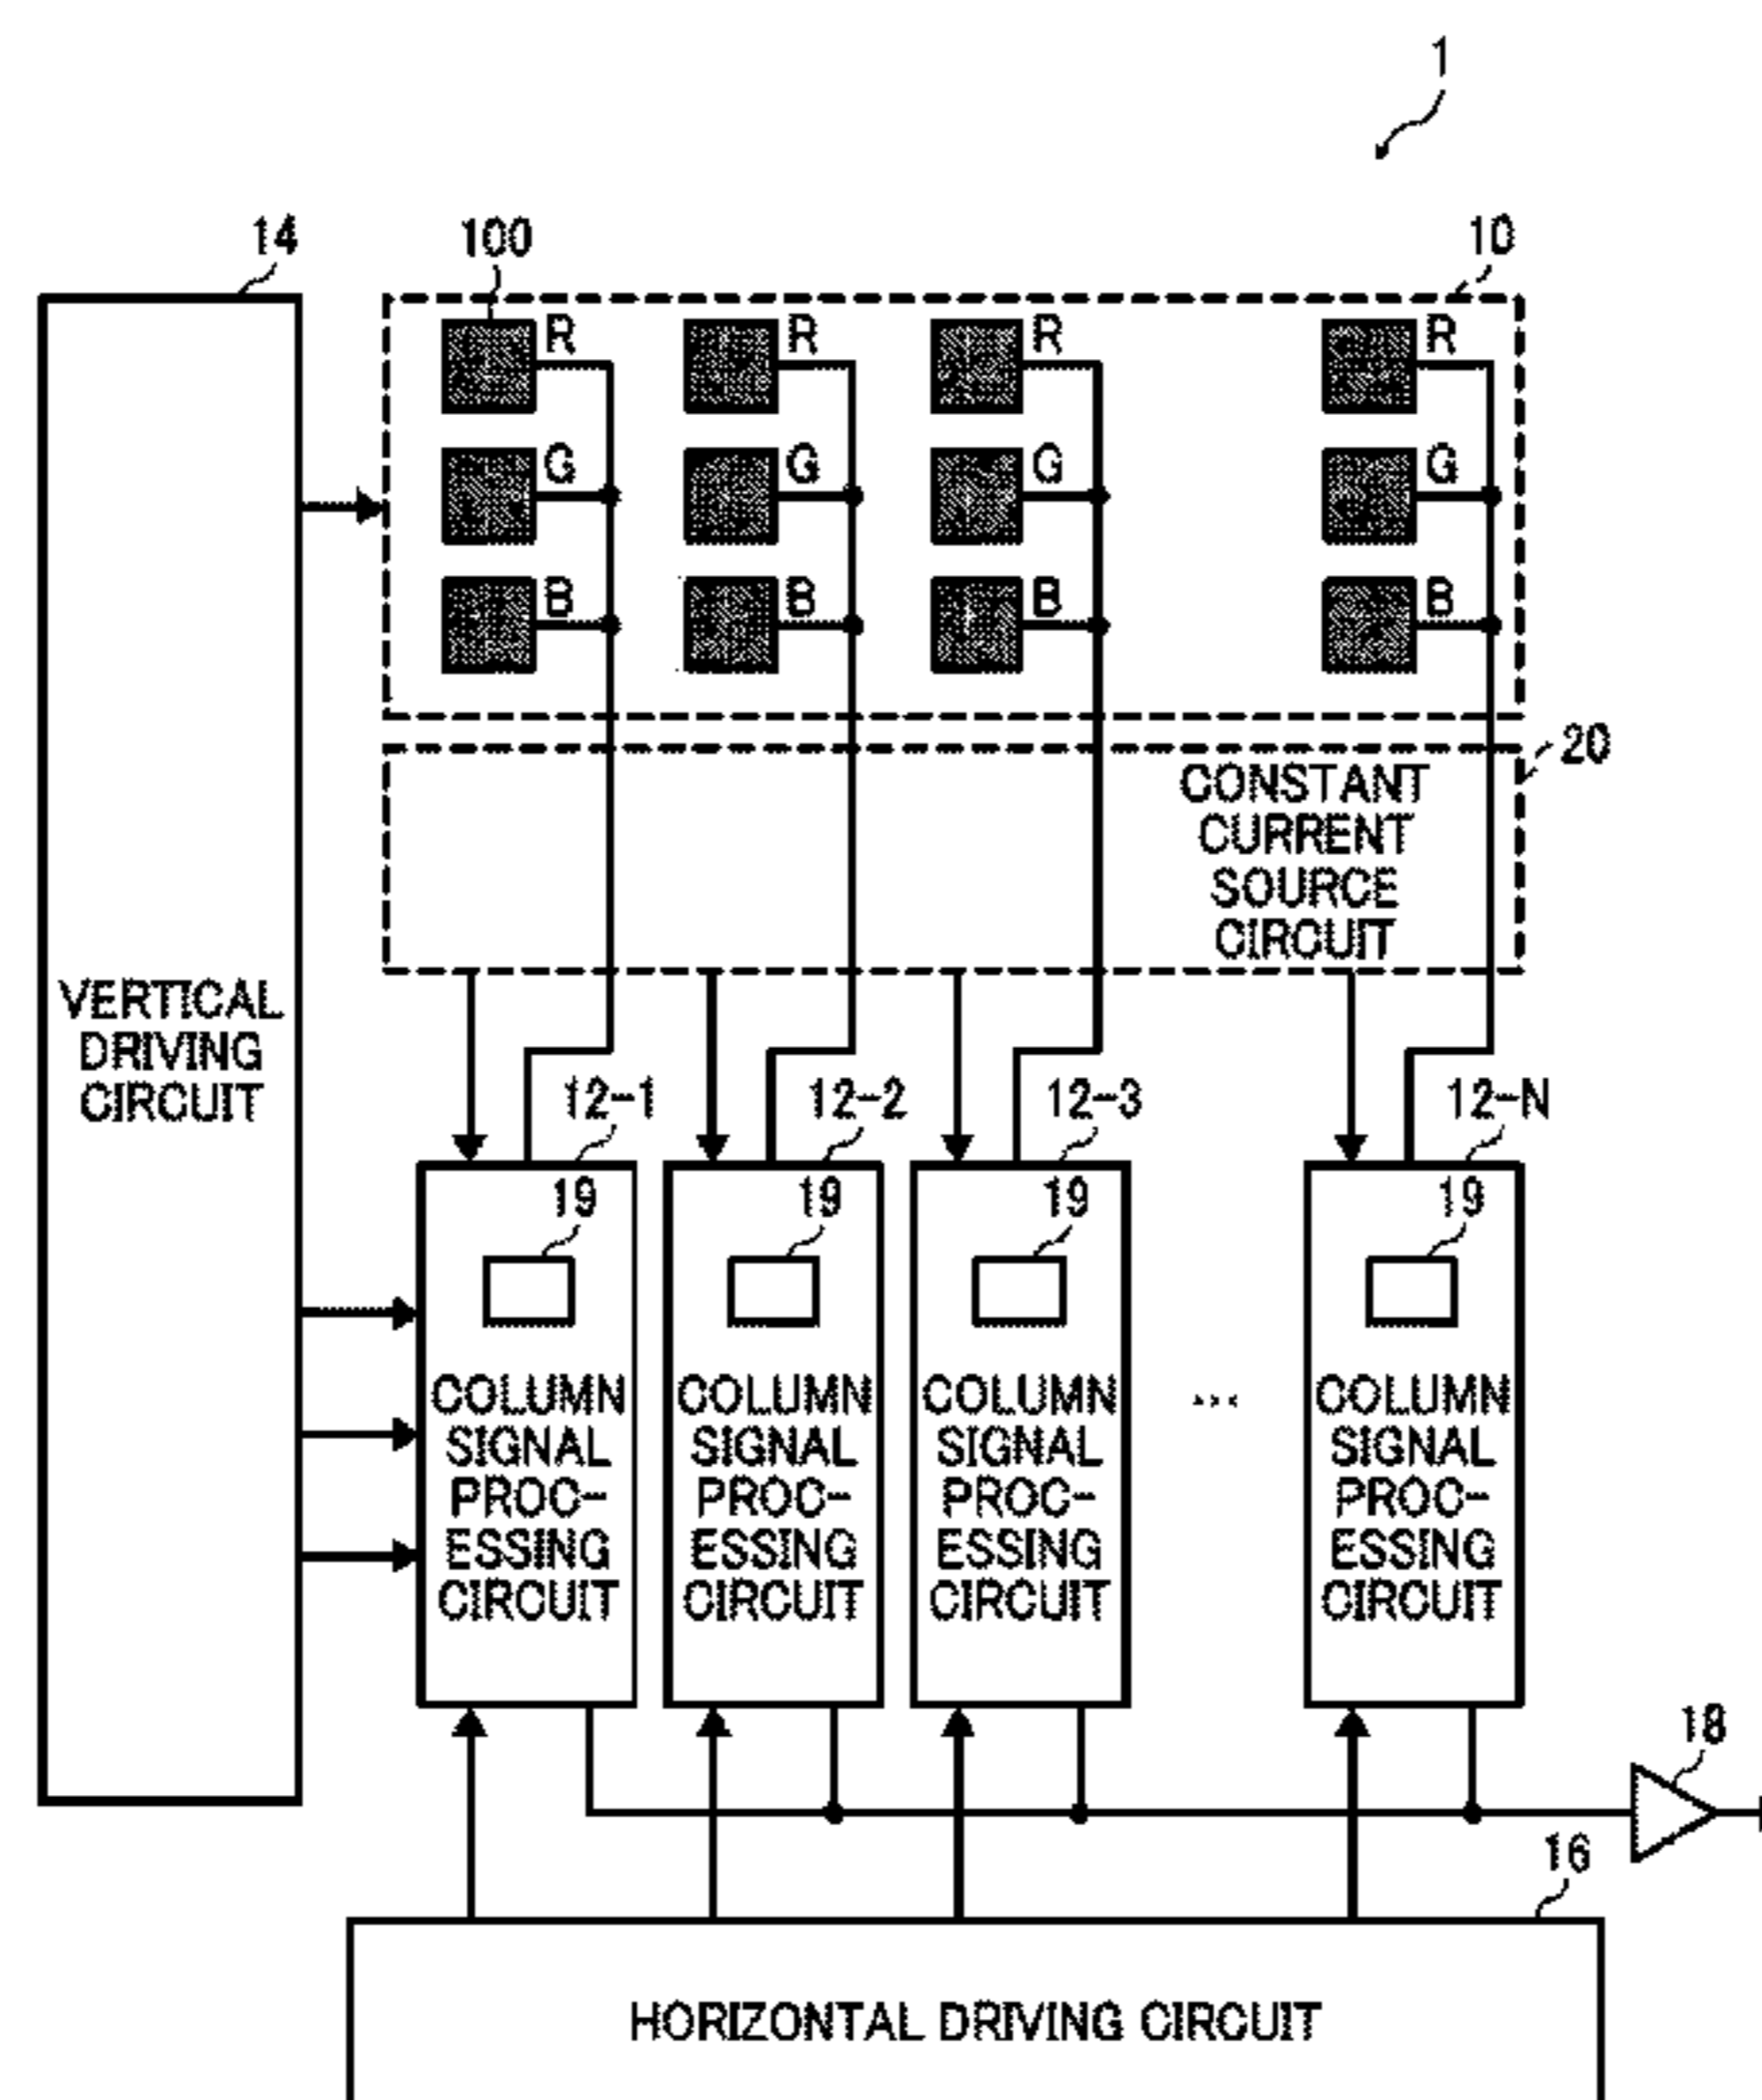 1
14
100
10
R R R R
G G G G
B B B B
20
CONSTANT
CURRENT
SOURCE
CIRCUIT
VERTICAL
DRIVING
CIRCUIT
12-1 12-2 12-3 12-N
19 19 19 19
COLUMN
SIGNAL
PROC-
ESSING
CIRCUIT
COLUMN
SIGNAL
PROC-
ESSING
CIRCUIT
COLUMN
SIGNAL
PROC-
ESSING
CIRCUIT
...
COLUMN
SIGNAL
PROC-
ESSING
CIRCUIT
18
16
HORIZONTAL DRIVING CIRCUIT